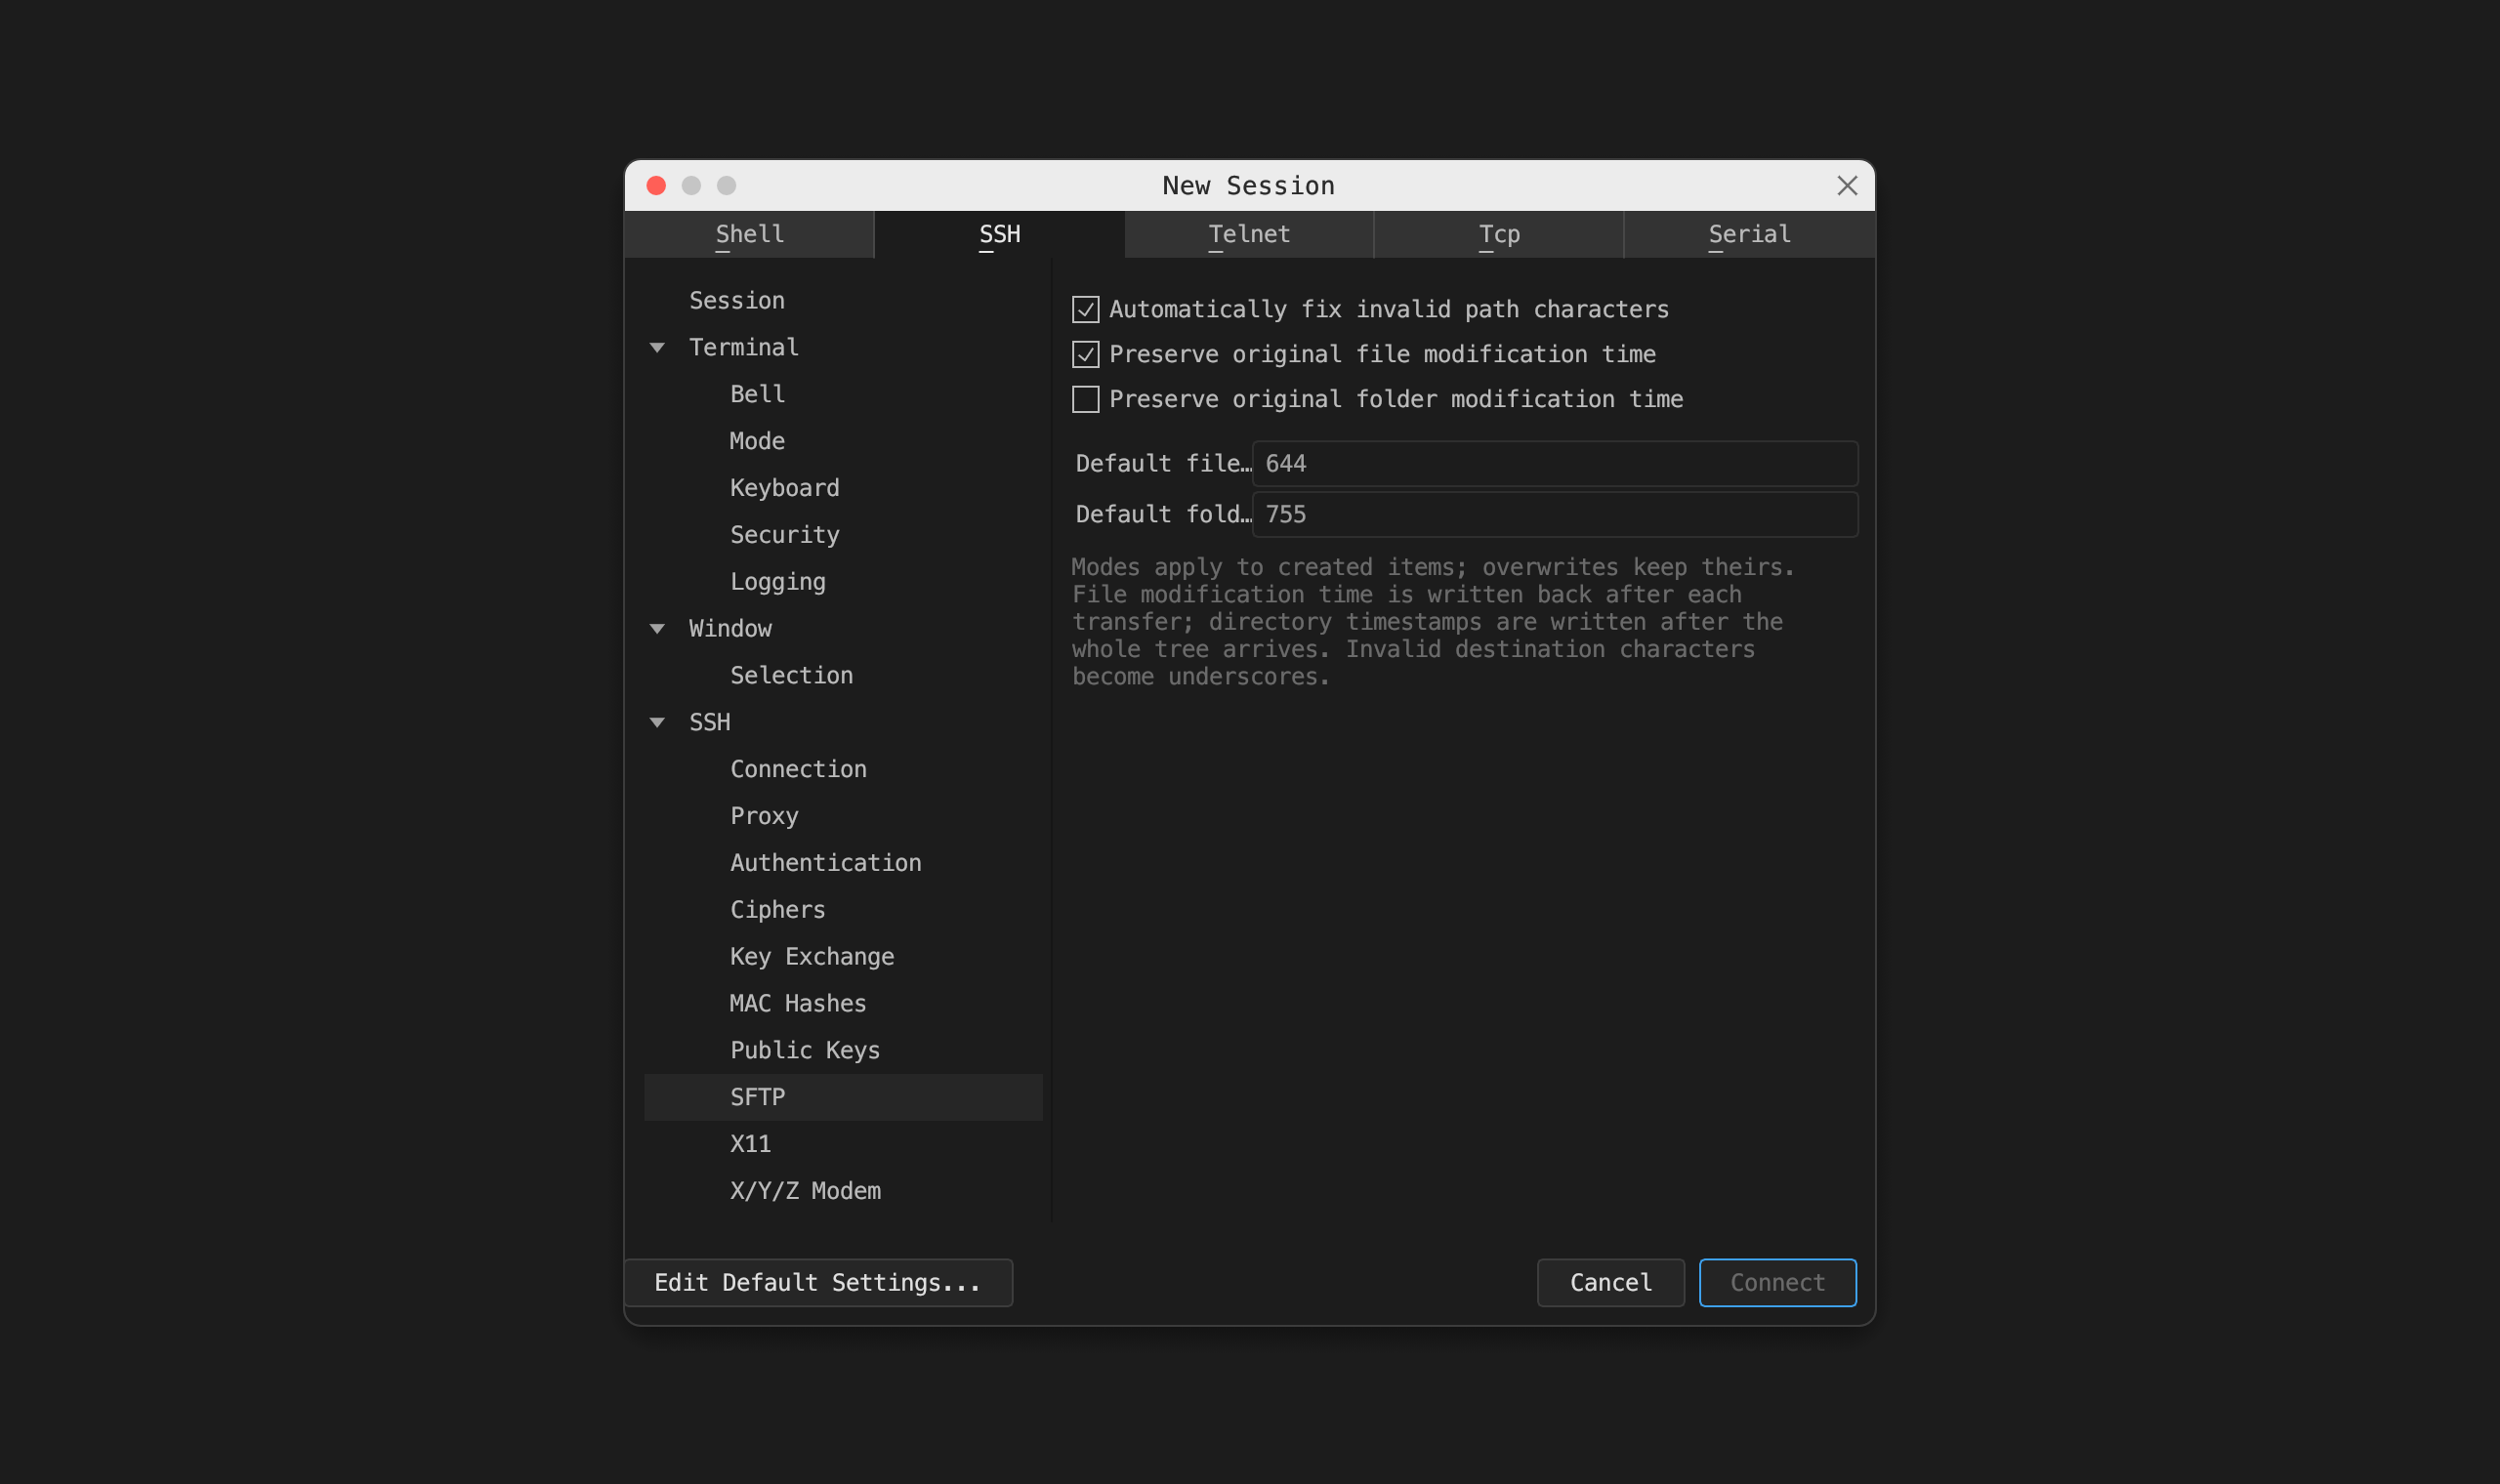 New Session
Shell
SSH
Telnet
Tcp
Serial
Session
Terminal
Bell
Mode
Keyboard
Security
Logging
Window
Selection
SSH
Connection
Proxy
Authentication
Ciphers
Key Exchange
MAC Hashes
Public Keys
SFTP
X11
X/Y/Z Modem
Automatically fix invalid path characters
Preserve original file modification time
Preserve original folder modification time
Default file… 644
Default fold… 755
Modes apply to created items; overwrites keep theirs.
File modification time is written back after each
transfer; directory timestamps are written after the
whole tree arrives. Invalid destination characters
become underscores.
Edit Default Settings...
Cancel
Connect